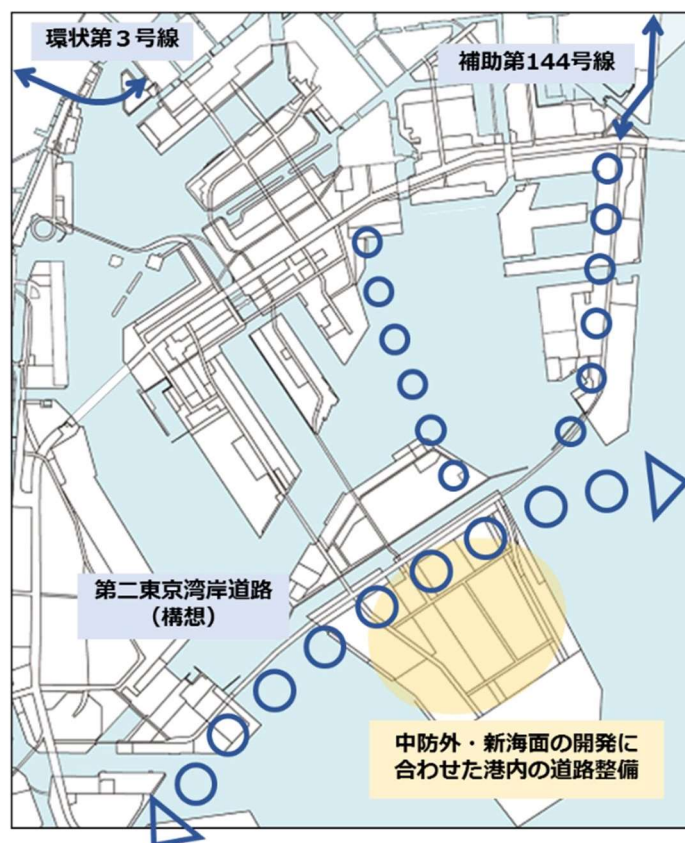 環状第３号線
補助第144号線
第二東京湾岸道路
（構想）
中防外・新海面の開発に
合わせた港内の道路整備